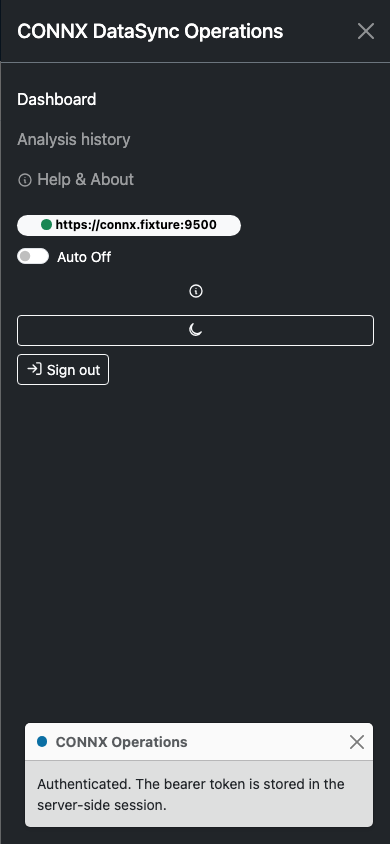 CONNX DataSync Operations
Dashboard
Analysis history
Help & About
https://connx.fixture:9500
Auto Off
Sign out
CONNX Operations
Authenticated. The bearer token is stored in the
server-side session.